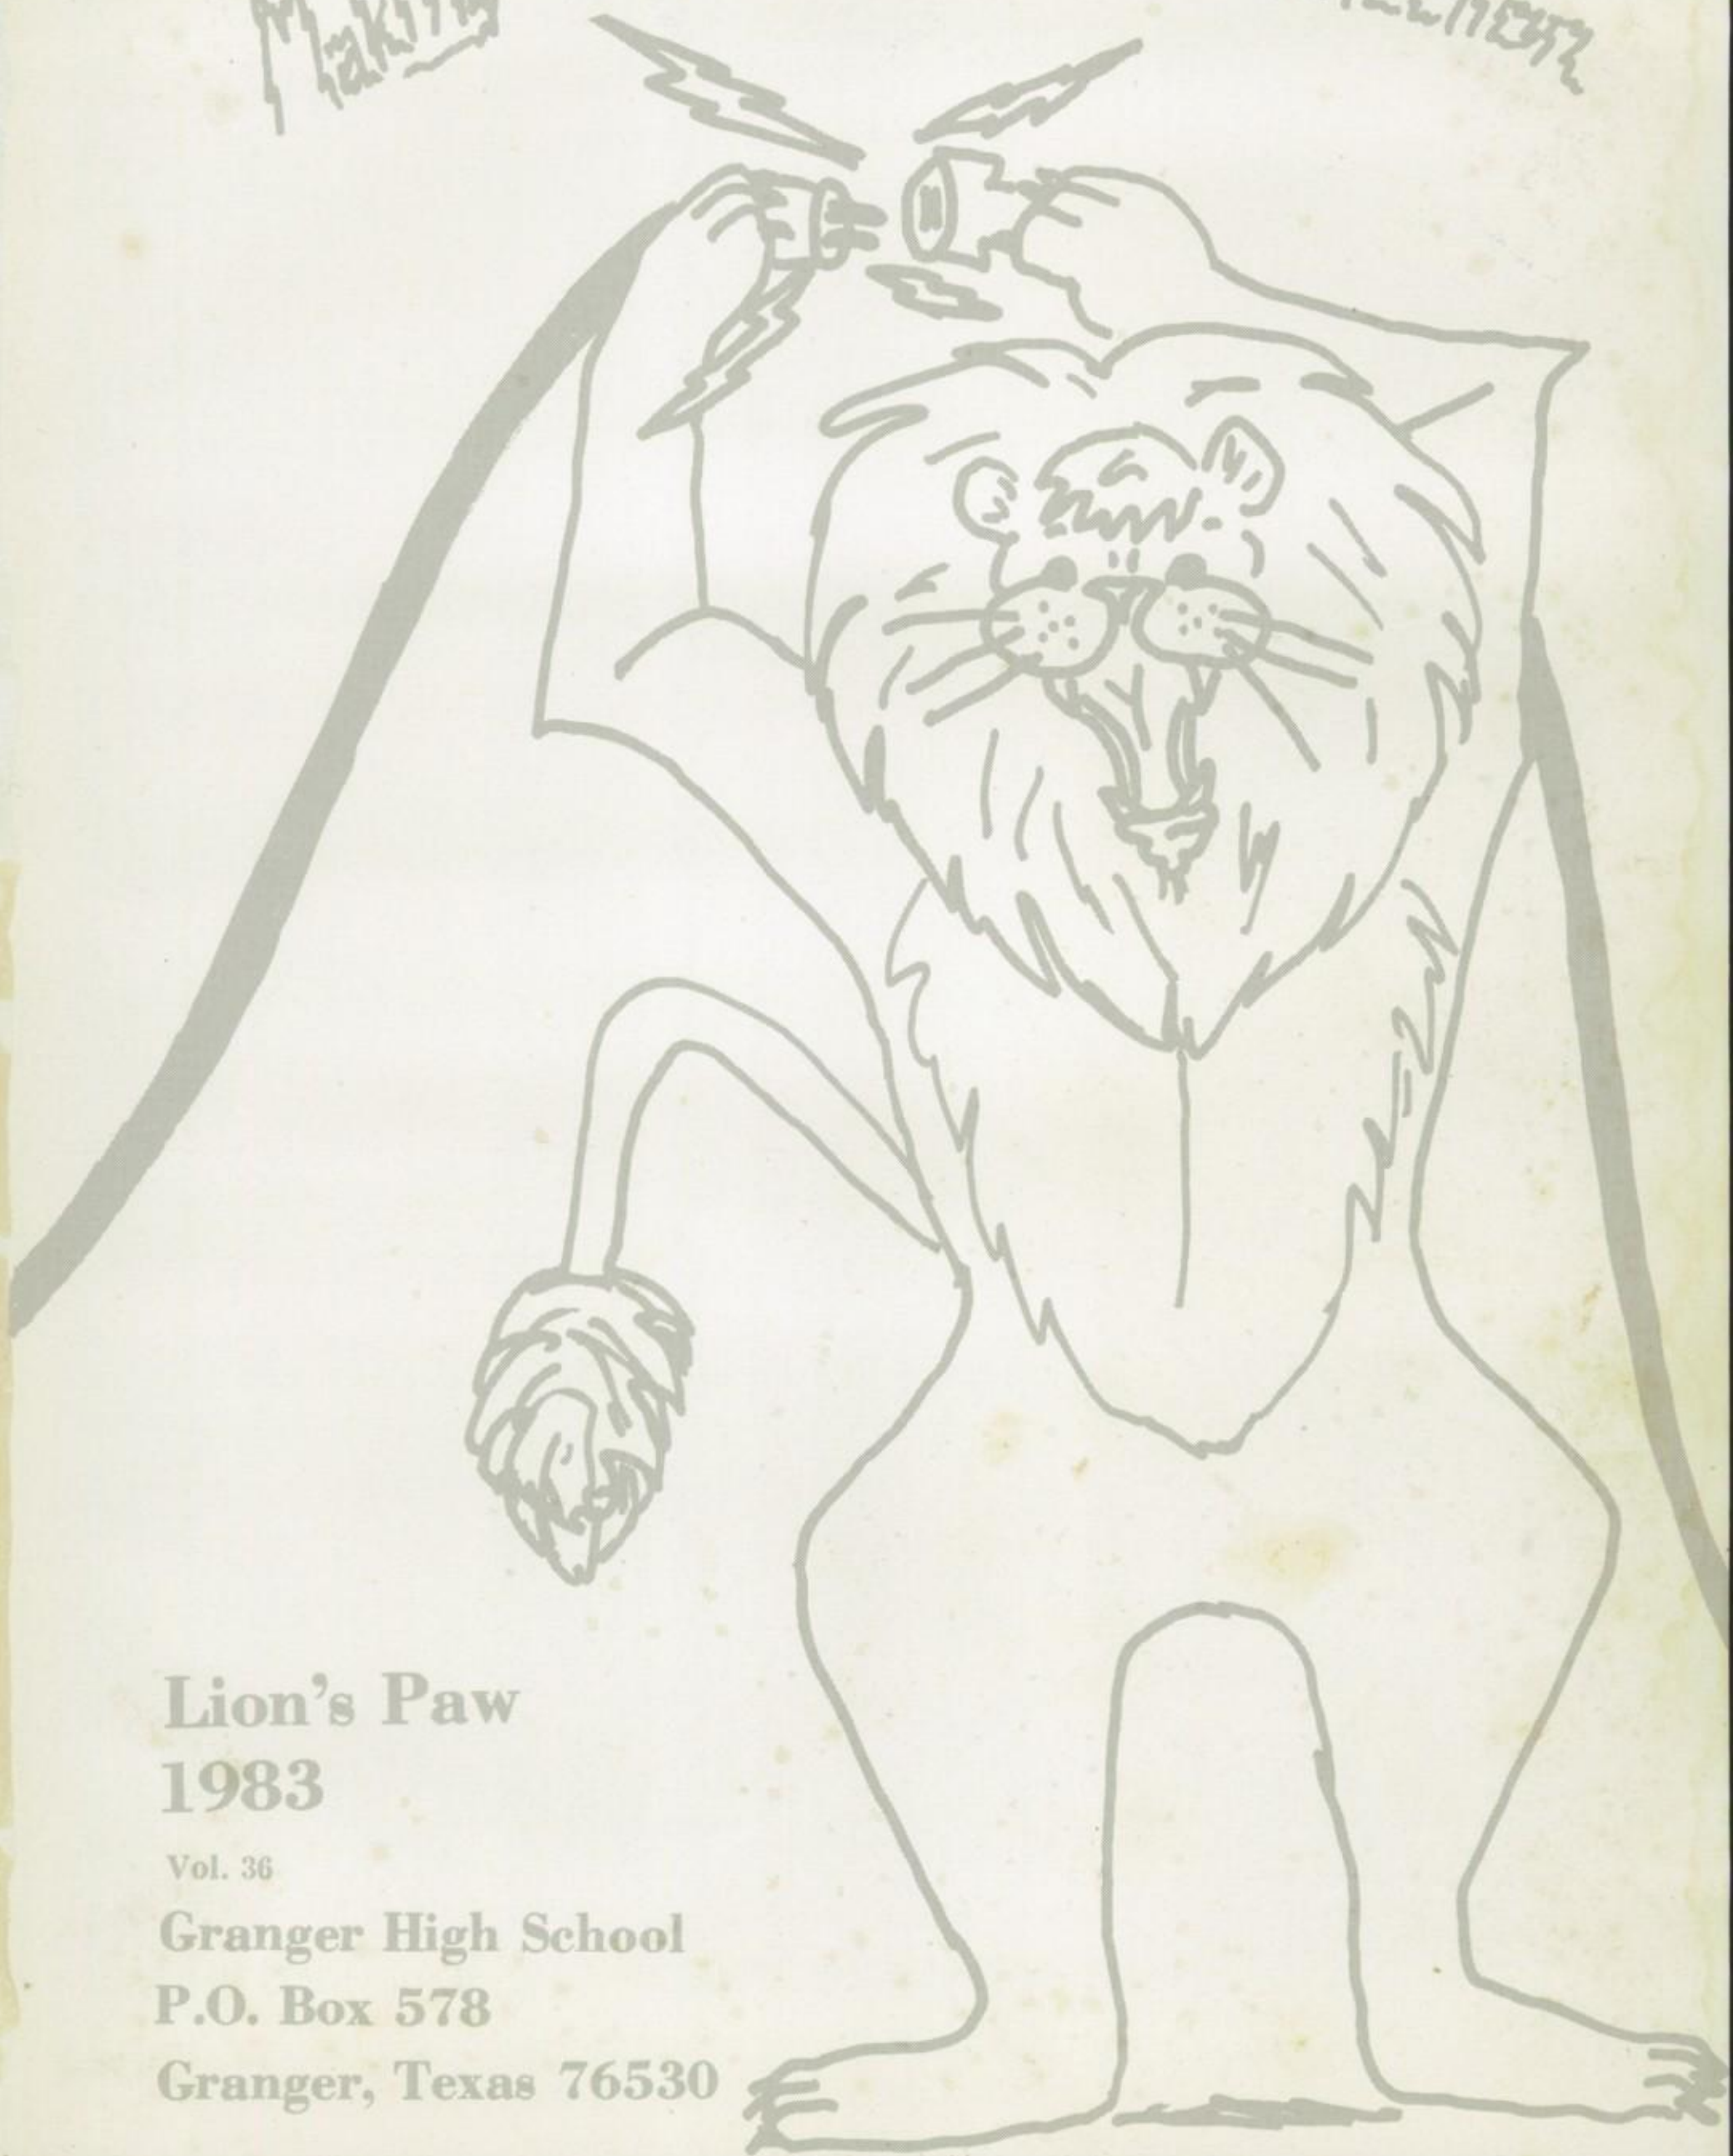 Lion's Paw
1983
Vol. 36
Granger High School
P.O. Box 578
Granger, Texas 76530